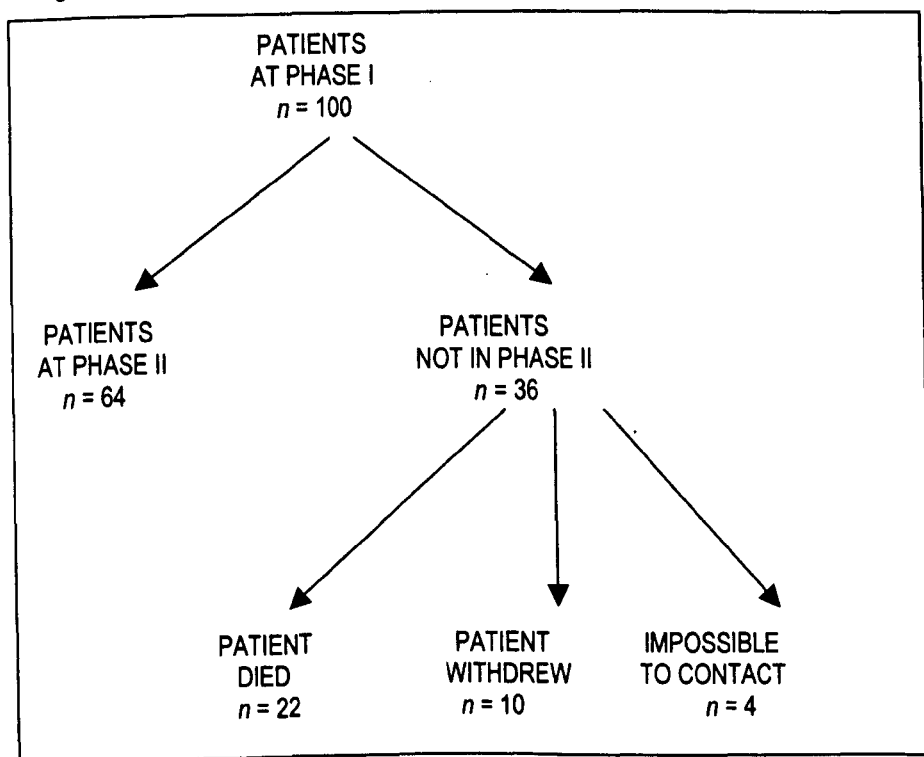 PATIENTS
AT PHASE I
n = 100
PATIENTS
AT PHASE II
n = 64
PATIENTS
NOT IN PHASE II
n = 36
PATIENT
DIED
n = 22
PATIENT
WITHDREW
n = 10
IMPOSSIBLE
TO CONTACT
n = 4